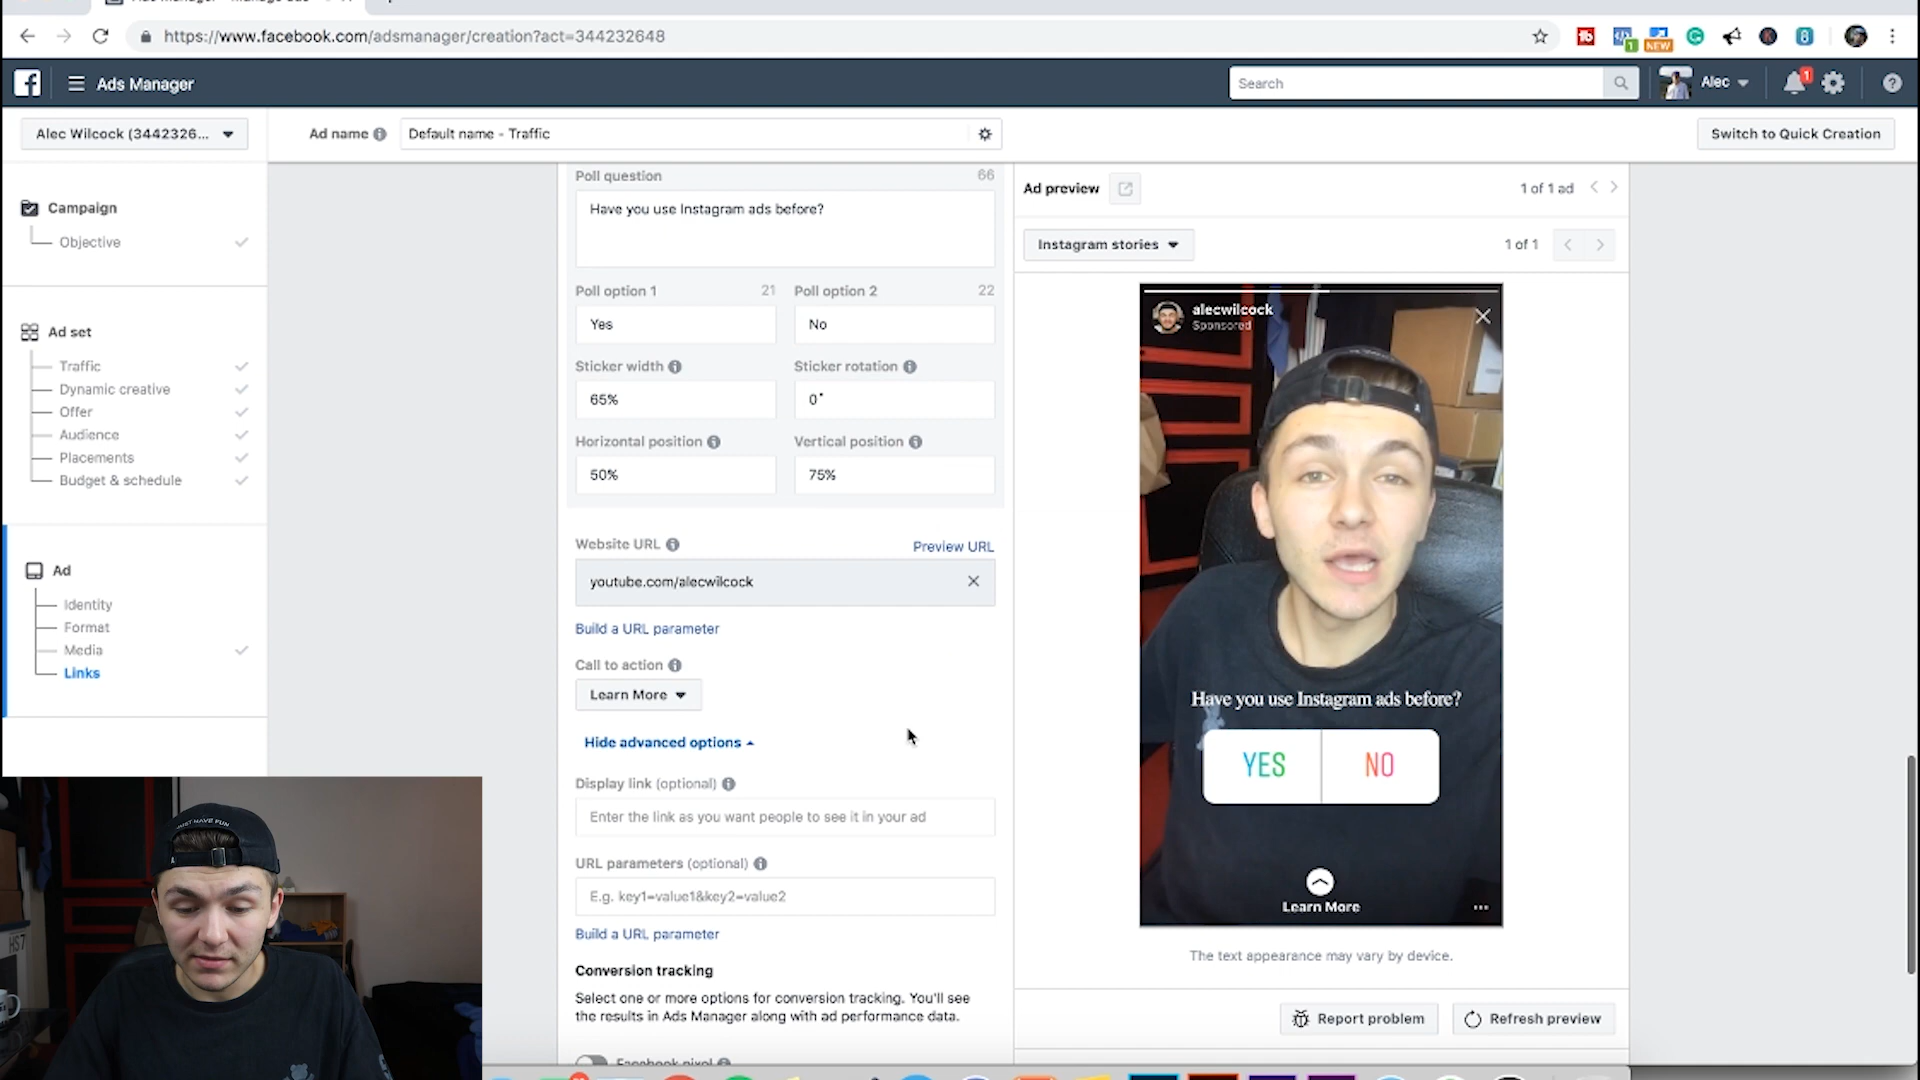 https://www.facebook.com/adsmanager/creation?act=344232648
NEW
1
Ads Manager
Search
Alec
1
Alec Wilcock (3442326...
Ad name
Default name - Traffic
Switch to Quick Creation
Campaign
Objective
Ad set
Traffic
Dynamic creative
Offer
Audience
Placements
Budget & schedule
Ad
Identity
Format
Media
Links
Poll question
66
Have you use Instagram ads before?
Poll option 1
21
Poll option 2
22
Yes
No
Sticker width
Sticker rotation
65%
0°
Horizontal position
Vertical position
50%
75%
Website URL
Preview URL
youtube.com/alecwilcock
Build a URL parameter
Call to action
Learn More
Hide advanced options
Display link (optional)
Enter the link as you want people to see it in your ad
URL parameters (optional)
E.g. key1=value1&key2=value2
Build a URL parameter
Conversion tracking
Select one or more options for conversion tracking. You'll see
the results in Ads Manager along with ad performance data.
Facebook pixel
Ad preview
1 of 1 ad
Instagram stories
1 of 1
alecwilcock
Sponsored
Have you use Instagram ads before?
YES
NO
Learn More
The text appearance may vary by device.
Report problem
Refresh preview
JUST HAVE FUN
HS7